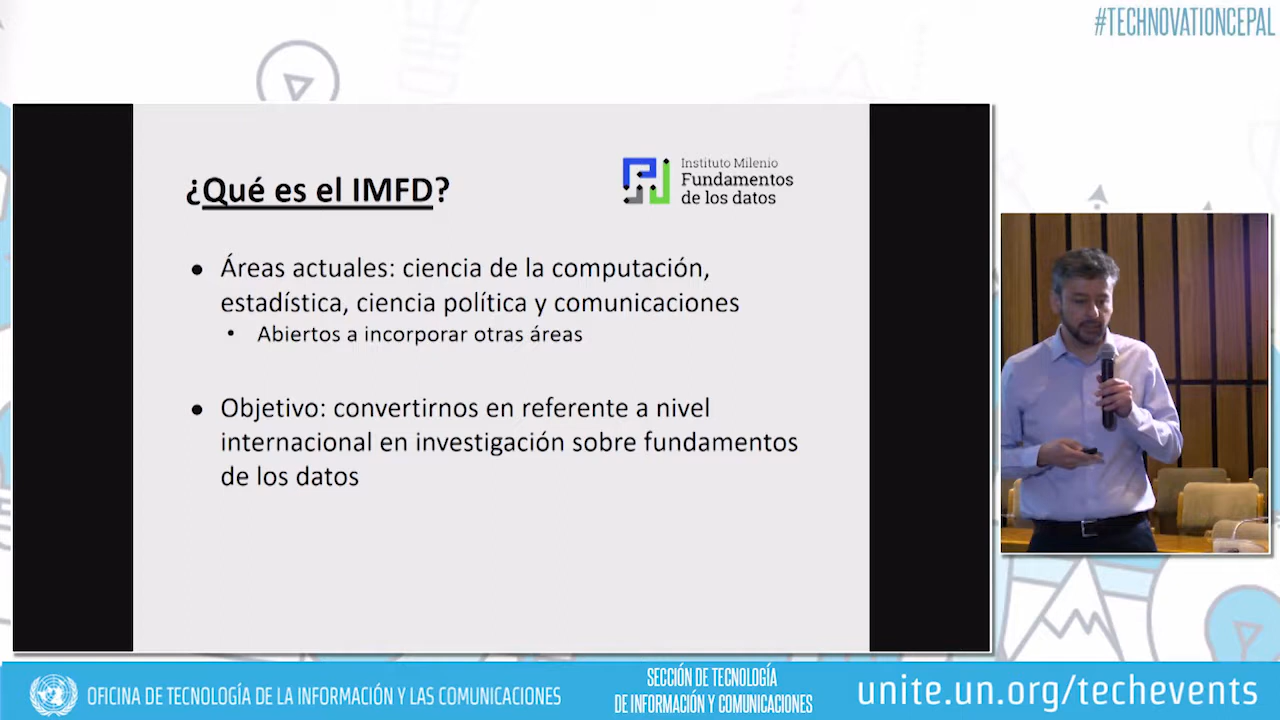 #TECHNOVATIONCEPAL
¿Qué es el IMFD?
Instituto Milenio
Fundamentos
de los datos
● Áreas actuales: ciencia de la computación,
estadística, ciencia política y comunicaciones
• Abiertos a incorporar otras áreas
● Objetivo: convertirnos en referente a nivel
internacional en investigación sobre fundamentos
de los datos
OFICINA DE TECNOLOGÍA DE LA INFORMACIÓN Y LAS COMUNICACIONES
SECCIÓN DE TECNOLOGÍA
DE INFORMACIÓN Y COMUNICACIONES
unite.un.org/techevents